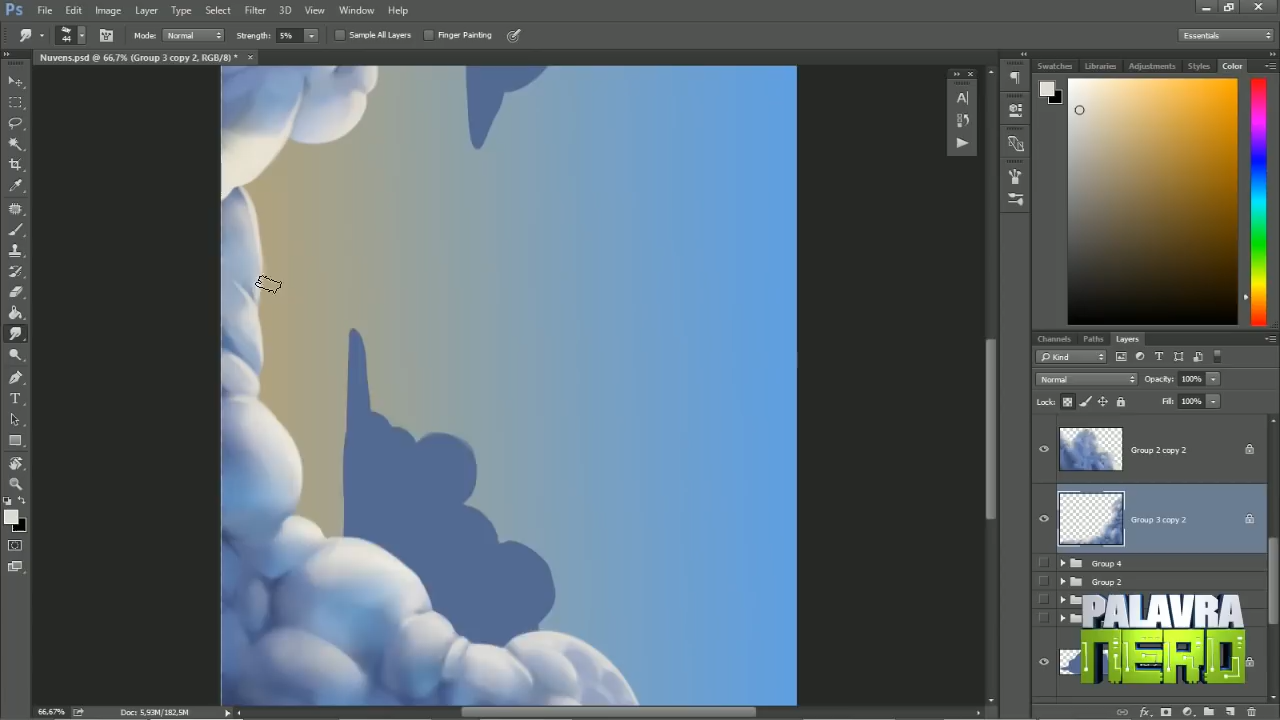 Ps File Edit Image Layer Type Select Filter 3D View Window Help
44 Mode: Normal Strength: 5% Sample All Layers Finger Painting Essentials
Nuvens.psd @ 66,7% (Group 3 copy 2, RGB/8) *
Swatches Libraries Adjustments Styles Color
Channels Paths Layers
Kind
Normal Opacity: 100%
Lock: Fill: 100%
Group 2 copy 2
Group 3 copy 2
Group 4
Group 2
PALAVRA
NERD
66,67% Doc: 5,93M/182,5M